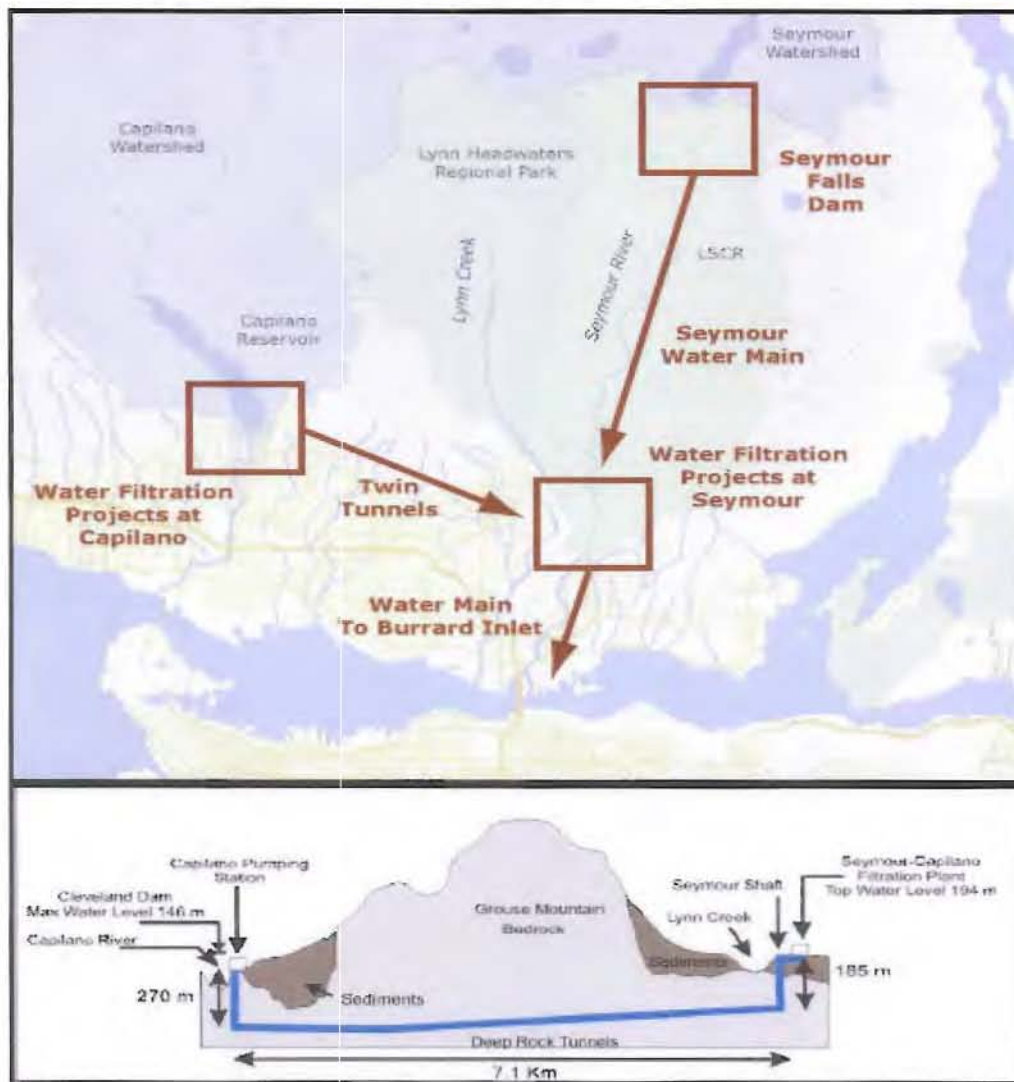 Seymour
Watershed
Capilano
Watershed
Lynn Headwaters
Regional Park
Seymour
Falls
Dam
Lynn Creek
Seymour River
LSCR
Capilano
Reservoir
Seymour
Water Main
Water Filtration
Projects at
Capilano
Twin
Tunnels
Water Filtration
Projects at
Seymour
Water Main
To Burrard Inlet
Capilano Pumping
Station
Cleveland Dam
Max Water Level 146 m
Capilano River
270 m
Sediments
Grouse Mountain
Bedrock
Seymour Shaft
Lynn Creek
Sediments
Seymour-Capilano
Filtration Plant
Top Water Level 194 m
185 m
Deep Rock Tunnels
7.1 Km